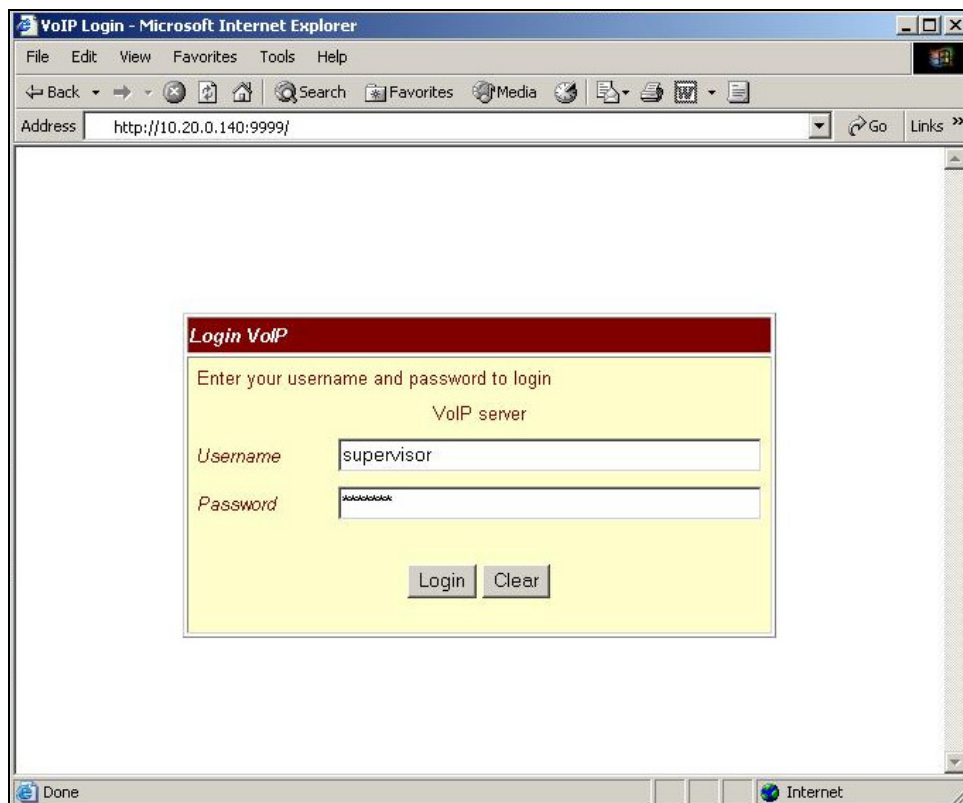 VoIP Login - Microsoft Internet Explorer
File Edit View Favorites Tools Help
Back Search Favorites Media
Address http://10.20.0.140:9999/ Go Links »
Login VoIP
Enter your username and password to login
VoIP server
Username supervisor
Password ********
Login Clear
Done Internet